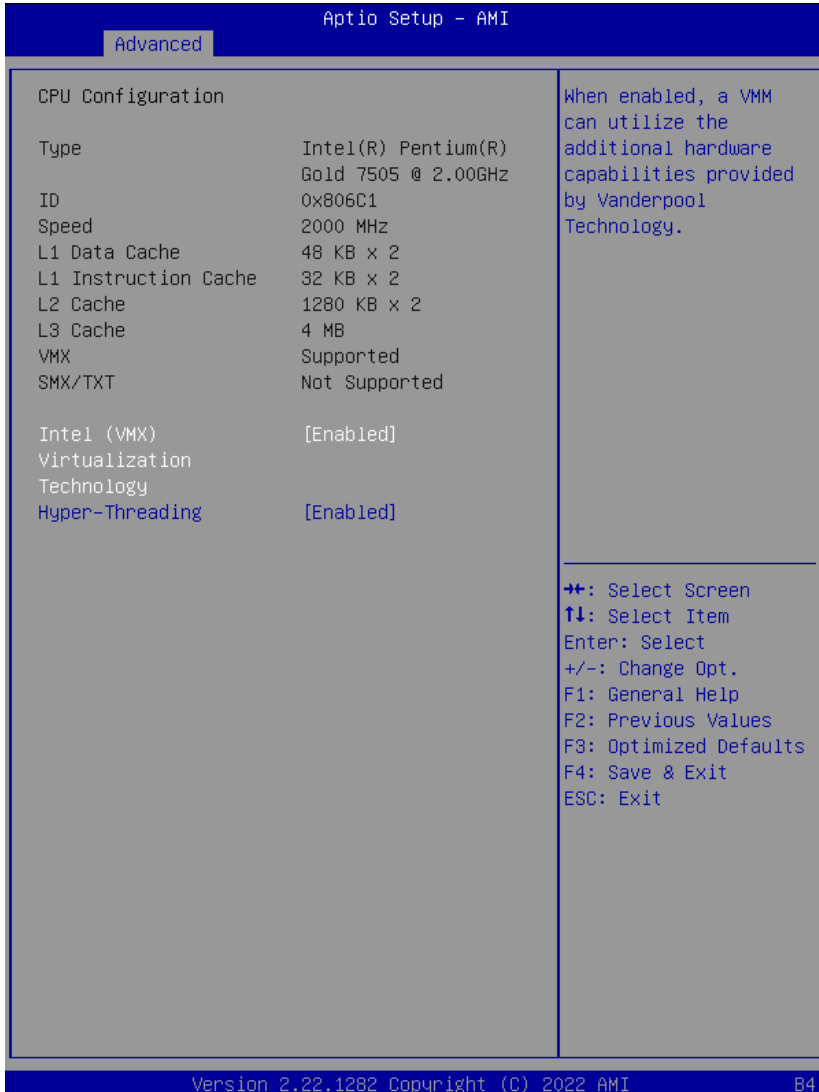 Aptio Setup – AMI
Advanced
CPU Configuration
Type Intel(R) Pentium(R)
Gold 7505 @ 2.00GHz
ID 0x806C1
Speed 2000 MHz
L1 Data Cache 48 KB x 2
L1 Instruction Cache 32 KB x 2
L2 Cache 1280 KB x 2
L3 Cache 4 MB
VMX Supported
SMX/TXT Not Supported
Intel (VMX) [Enabled]
Virtualization
Technology
Hyper-Threading [Enabled]
When enabled, a VMM
can utilize the
additional hardware
capabilities provided
by Vanderpool
Technology.
→←: Select Screen
↑↓: Select Item
Enter: Select
+/-: Change Opt.
F1: General Help
F2: Previous Values
F3: Optimized Defaults
F4: Save & Exit
ESC: Exit
Version 2.22.1282 Copyright (C) 2022 AMI
B4